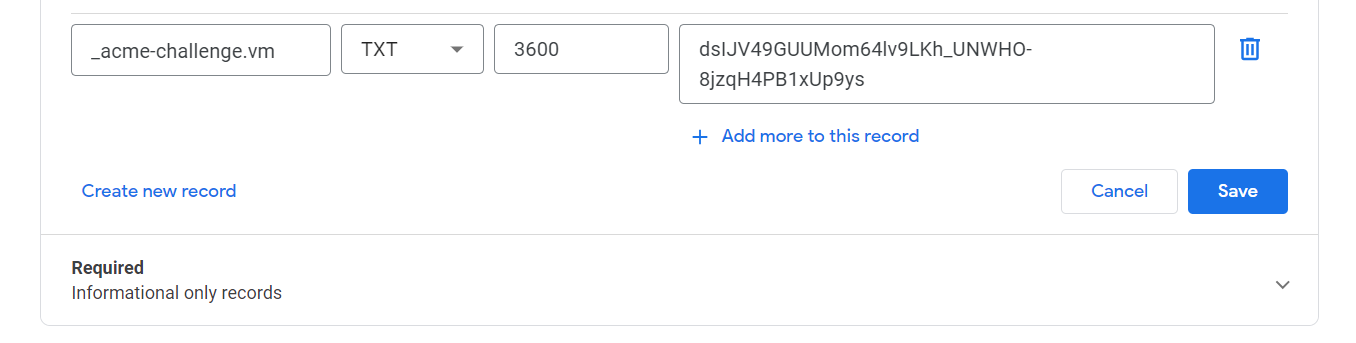 _acme-challenge.vm
TXT
3600
dsIJV49GUUMom64lv9LKh_UNWHO-
8jzqH4PB1xUp9ys
Add more to this record
Create new record
Cancel
Save
Required
Informational only records